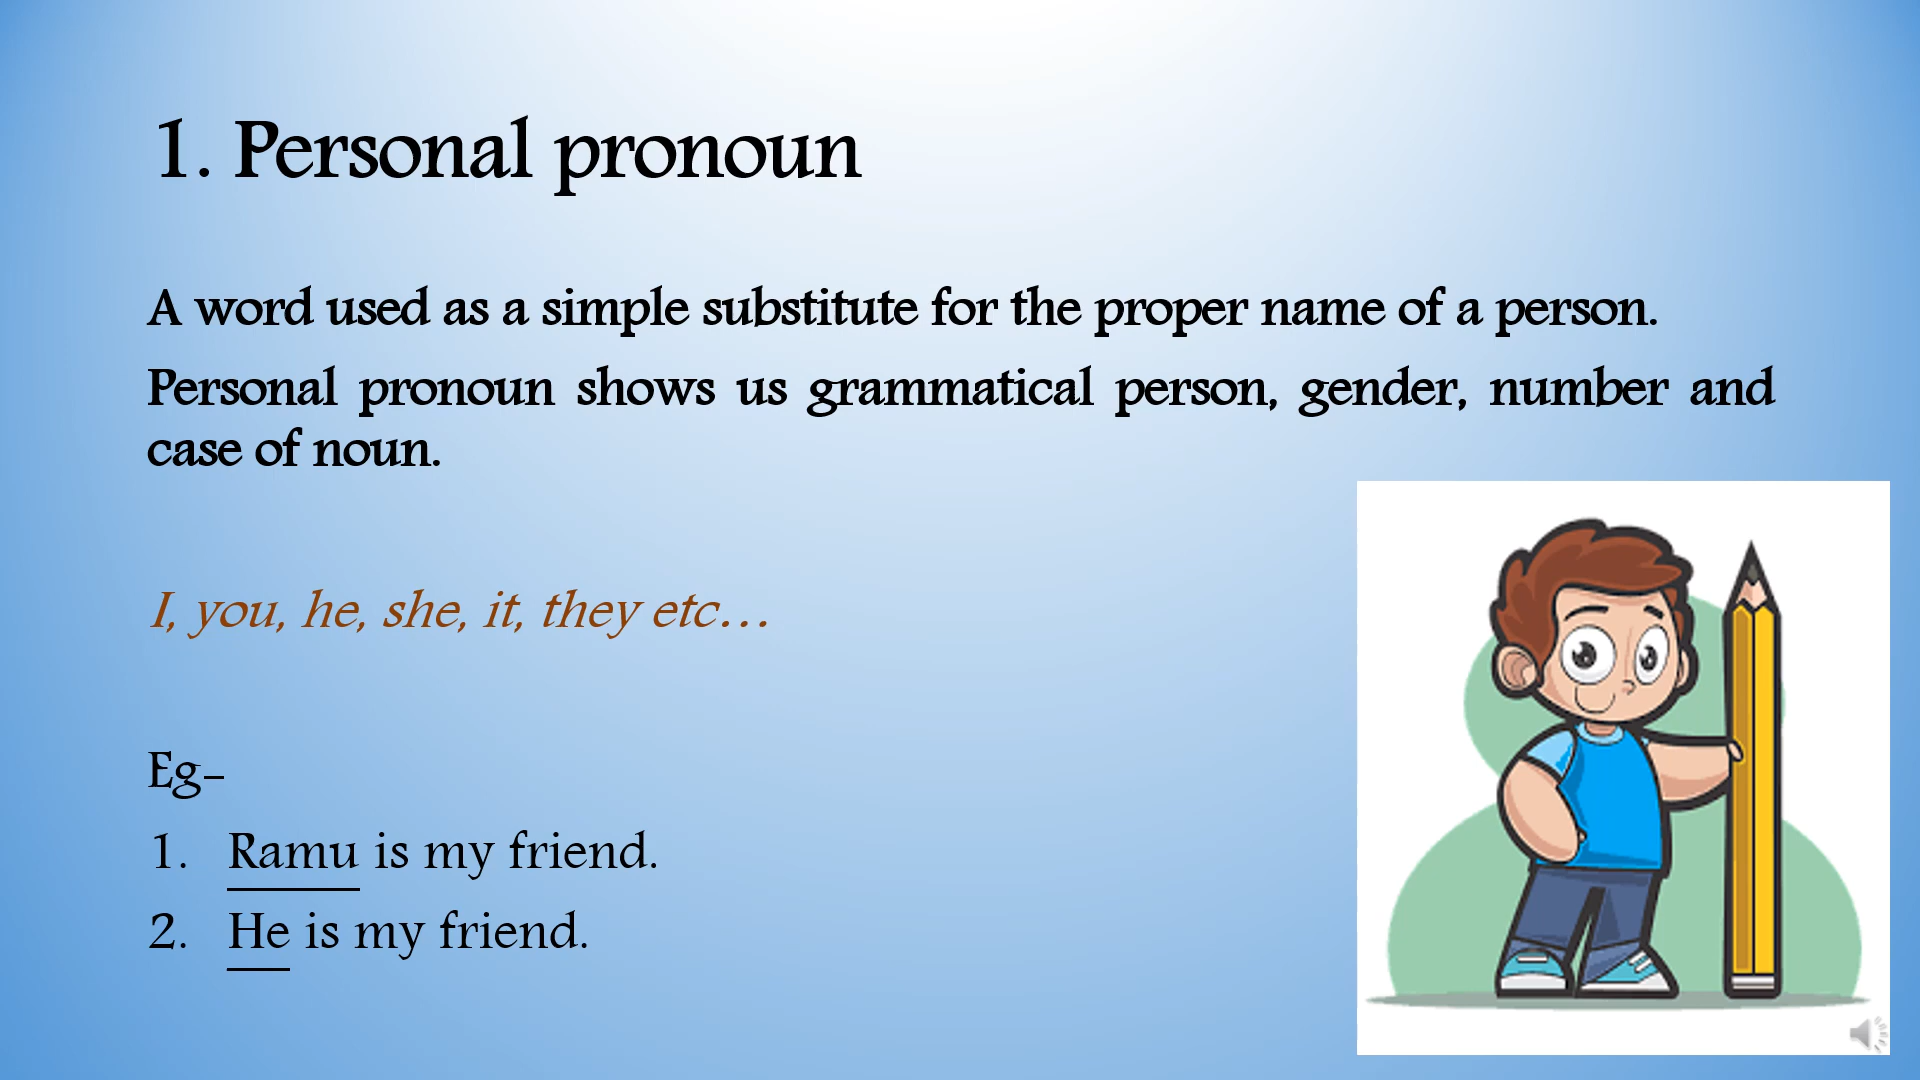 1. Personal pronoun
A word used as a simple substitute for the proper name of a person.
Personal pronoun shows us grammatical person, gender, number and
case of noun.
I, you, he, she, it, they etc…
Eg-
1. Ramu is my friend.
2. He is my friend.